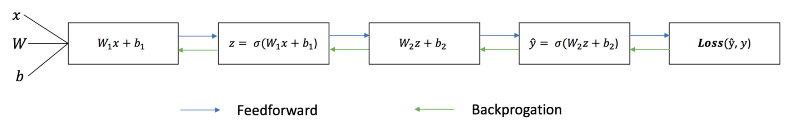 x
W
b
W₁x + b₁
z = σ(W₁x + b₁)
W₂z + b₂
ŷ = σ(W₂z + b₂)
Loss(ŷ, y)
Feedforward
Backprogation